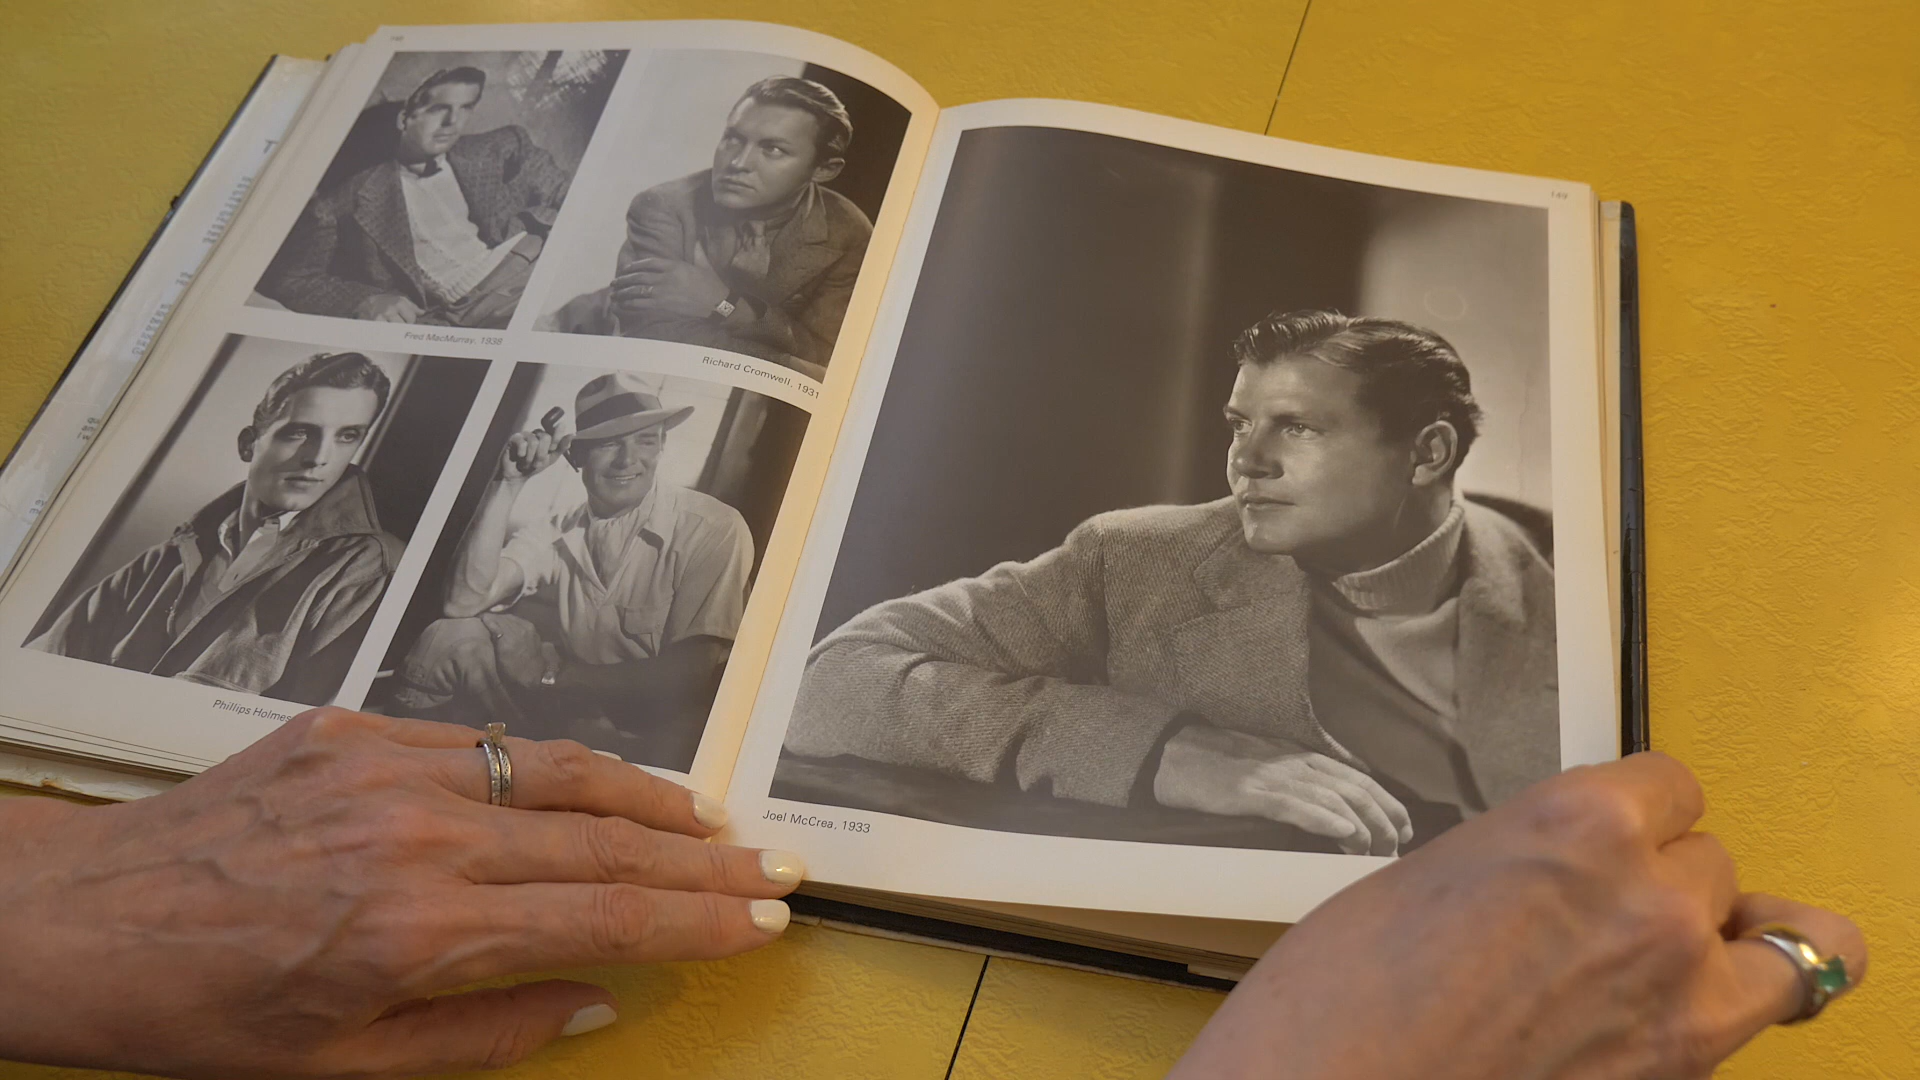 148
149
Fred MacMurray, 1938
Richard Cromwell, 1931
Phillips Holmes
Joel McCrea, 1933